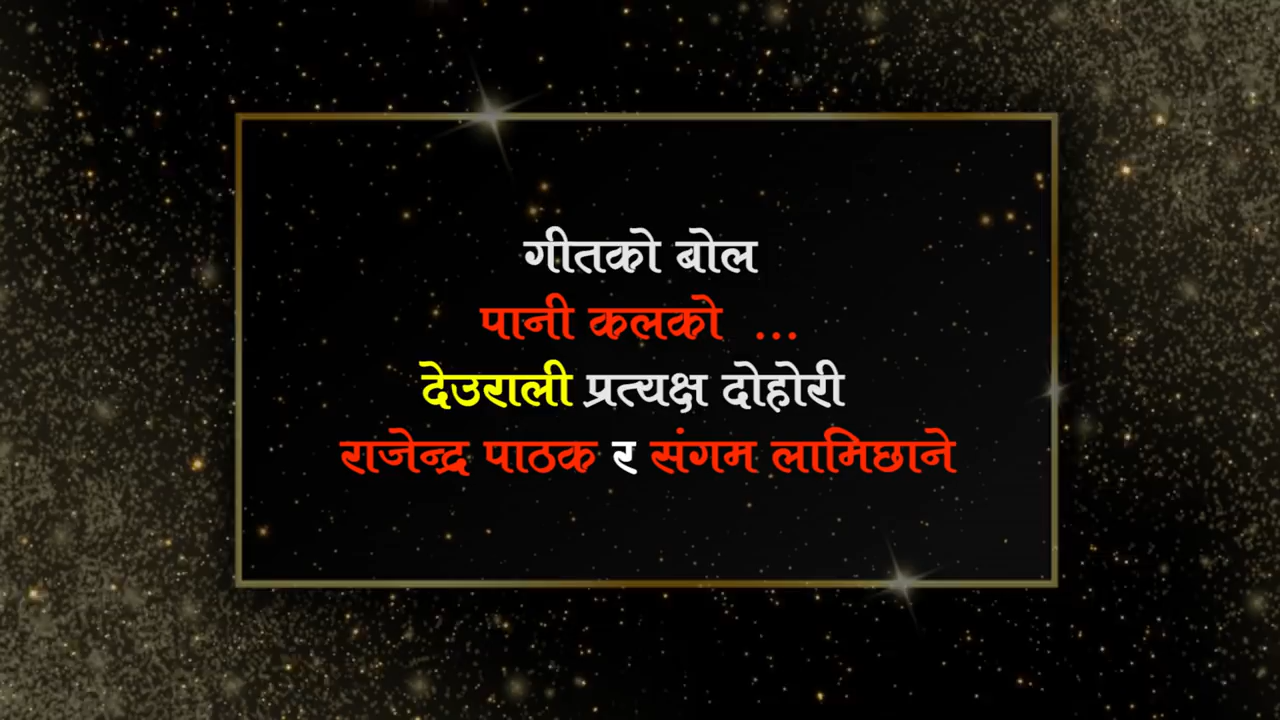 गीतको बोल
पानी कलको ...
देउराली प्रत्यक्ष दोहोरी
राजेन्द्र पाठक र संगम लामिछाने